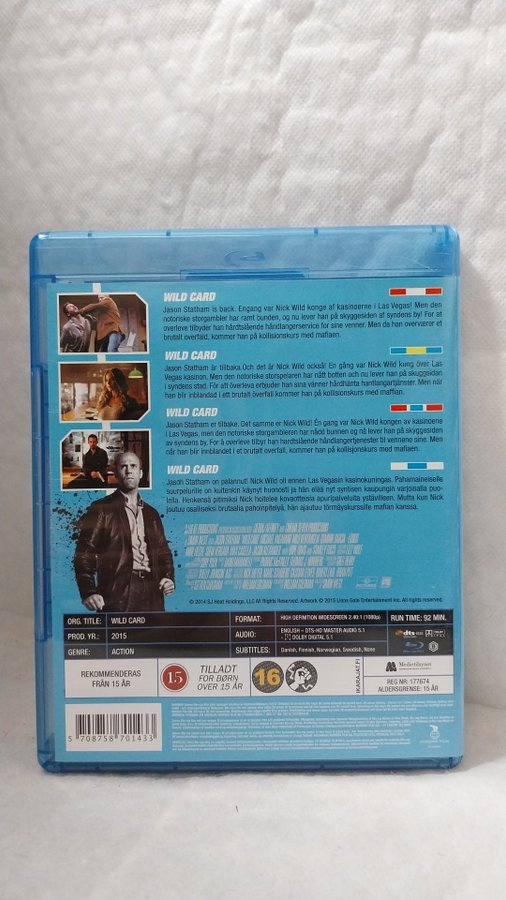 WILD CARD
Jason Statham is back. Engang var Nick Wild konge af kasinoerne i Las Vegas! Men den
notoriske storgambler har ramt bunden, og nu lever han på skyggesiden af syndens by! For at
overleve tilbyder han hårdtslående håndlangerservice for sine venner. Men da han overværer et
brutalt overfald, kommer han på kollisionskurs med mafiaen.
WILD CARD
Jason Statham är tillbaka.Och det är Nick Wild också! En gång var Nick Wild kung över Las
Vegas kasinon. Men den notoriske storspelaren har nått botten och nu lever han på skuggsidan
i syndens stad. För att överleve erbjuder han sina vänner hårdhänta hantlangartjänster. Men när
han blir inblandad i ett brutalt överfall, kommer han på kollisionskurs med maffian.
WILD CARD
Jason Statham er tilbake. Det samme er Nick Wild! En gang var Nick Wild kongen av kasinoene
i Las Vegas, men den notoriske storgambleren har nådd bunnen og nå lever han på skyggesiden
av syndens by. For å overleve tilbyr han hardtslående håndlangertjenester til vennene sine. Men
når han blir innblandet i et brutalt overfall, kommer han på kollisjonskurs med mafiaen.
WILD CARD
Jason Statham on palannut! Nick Wild oli ennen Las Vegasin kasinokuningas. Pahamaineiselle
suurpelurille on kuitenkin käynyt huonosti ja hän elää nyt syntien kaupungin varjoisalla puo-
lella. Henkensä pitimiksi Nick hoitelee kovaotteisia apuripalveluita ystävilleen. Mutta kun Nick
joutuu osalliseksi brutaalia pahoinpitelyä, hän ajautuu törmäyskurssille mafian kanssa.
© 2014 SJ Heat Holdings, LLC All Rights Reserved. Artwork © 2015 Lions Gate Entertainment Inc. All rights reserved.
ORG. TITLE: WILD CARD FORMAT: HIGH DEFINITION WIDESCREEN 2.40:1 (1080p) RUN TIME: 92 MIN.
PROD. YR.: 2015 AUDIO: ENGLISH - DTS-HD MASTER AUDIO 5.1
DOLBY DIGITAL 5.1
GENRE: ACTION SUBTITLES: Danish, Finnish, Norwegian, Swedish, None
REKOMMENDERAS
FRÅN 15 ÅR
15
TILLADT
FOR BØRN
OVER 15 ÅR
16
IKARAJAT.FI
Medietilsynet
REG NR: 177674
ALDERSGRENSE: 15 ÅR
5 708758 701433